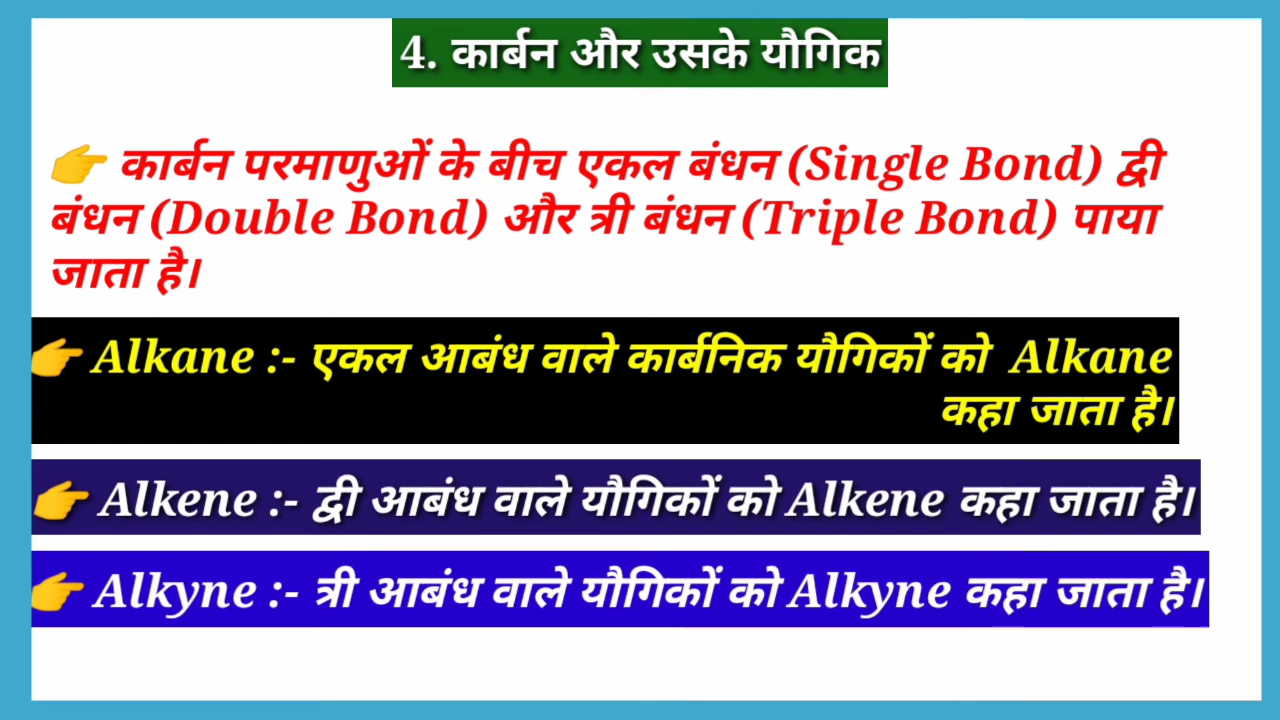 4. कार्बन और उसके यौगिक
👉 कार्बन परमाणुओं के बीच एकल बंधन (Single Bond) द्वी
बंधन (Double Bond) और त्री बंधन (Triple Bond) पाया
जाता है।
👉 Alkane :- एकल आबंध वाले कार्बनिक यौगिकों को Alkane
कहा जाता है।
👉 Alkene :- द्वी आबंध वाले यौगिकों को Alkene कहा जाता है।
👉 Alkyne :- त्री आबंध वाले यौगिकों को Alkyne कहा जाता है।